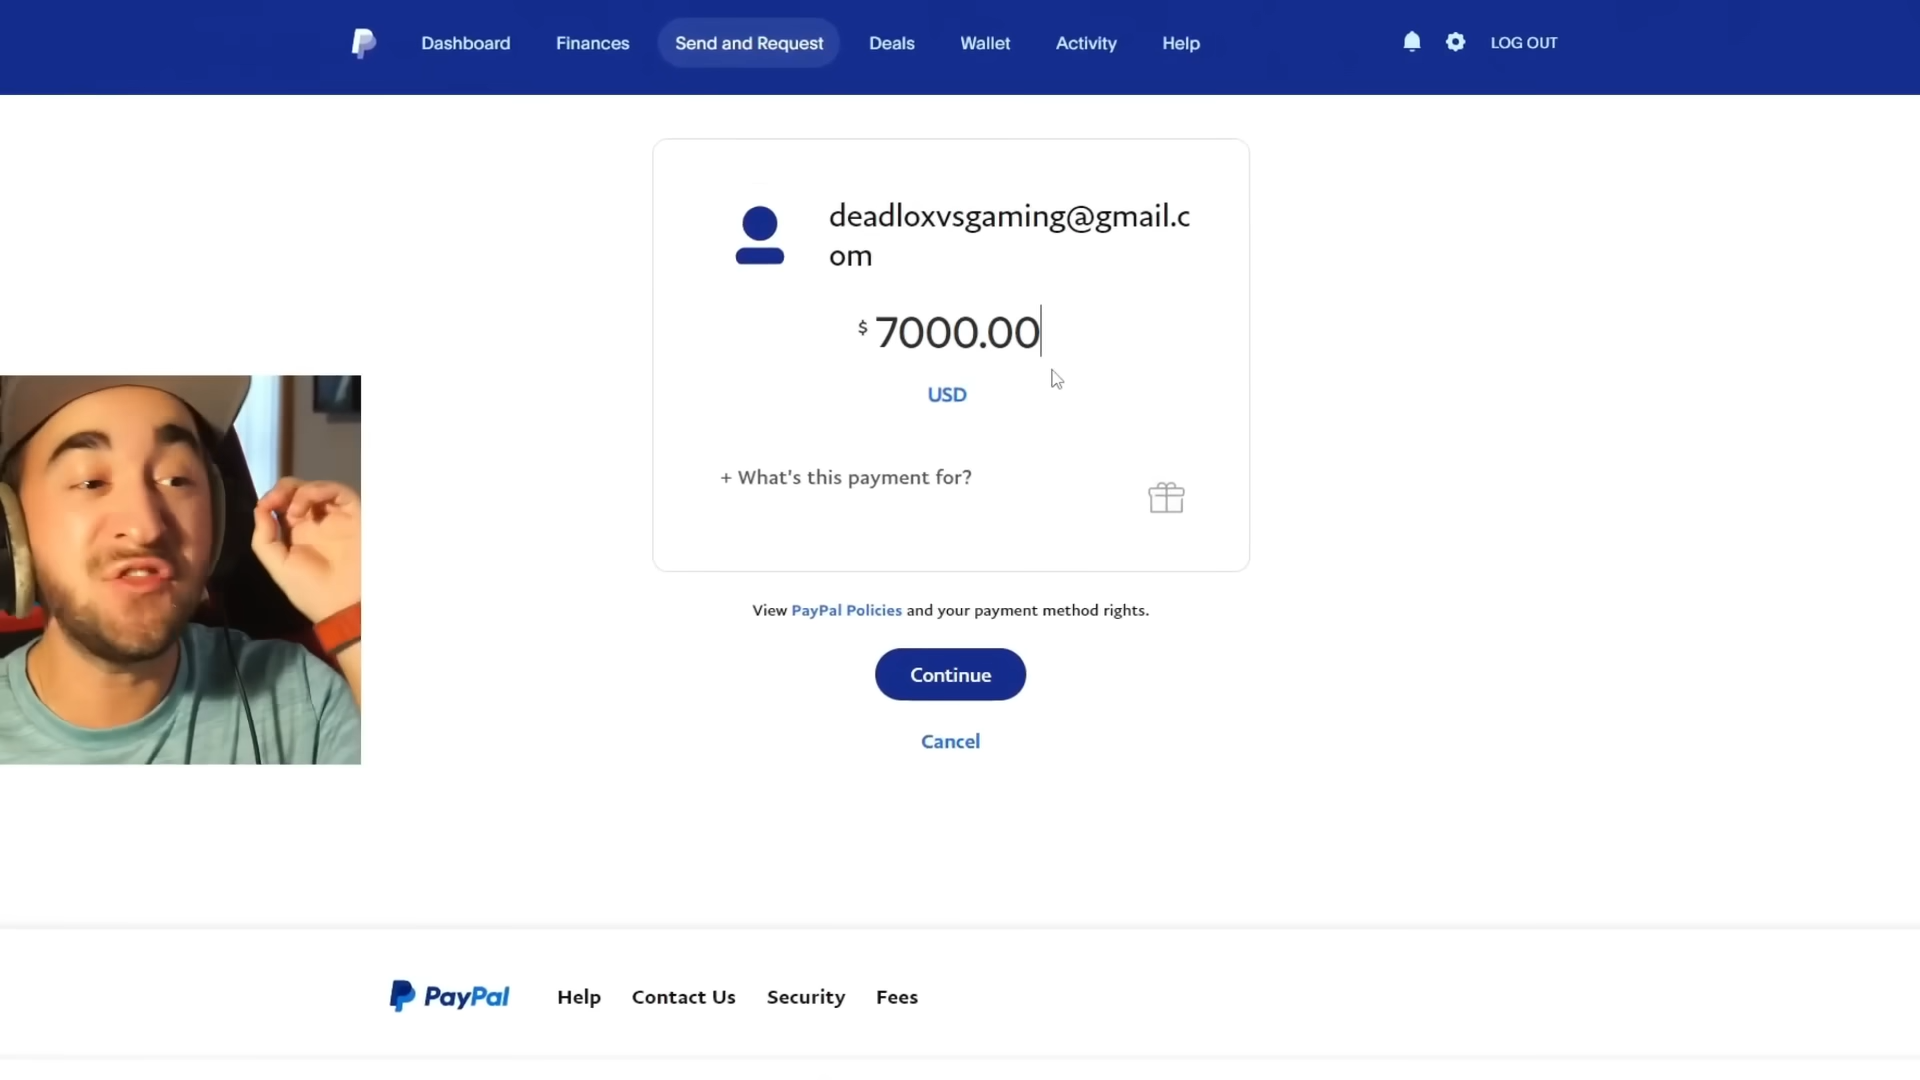 Dashboard Finances Send and Request Deals Wallet Activity Help LOG OUT
deadloxvsgaming@gmail.c
om
$ 7000.00
USD
+ What's this payment for?
View PayPal Policies and your payment method rights.
Continue
Cancel
PayPal Help Contact Us Security Fees